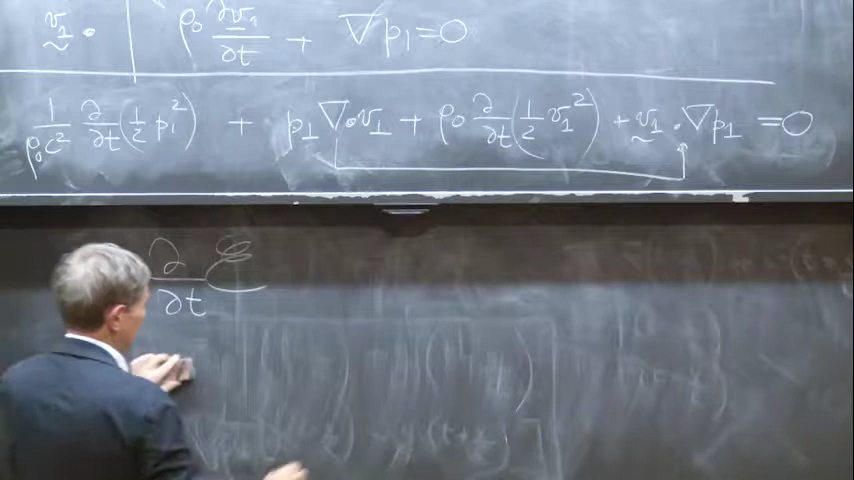 v₁ · | ρ₀ ∂v₁/∂t + ∇p₁ = 0
1/(ρ₀c²) ∂/∂t (½ p₁²) + p₁ ∇·v₁ + ρ₀ ∂/∂t (½ v₁²) + v₁ · ∇p₁ = 0
∂ℰ/∂t